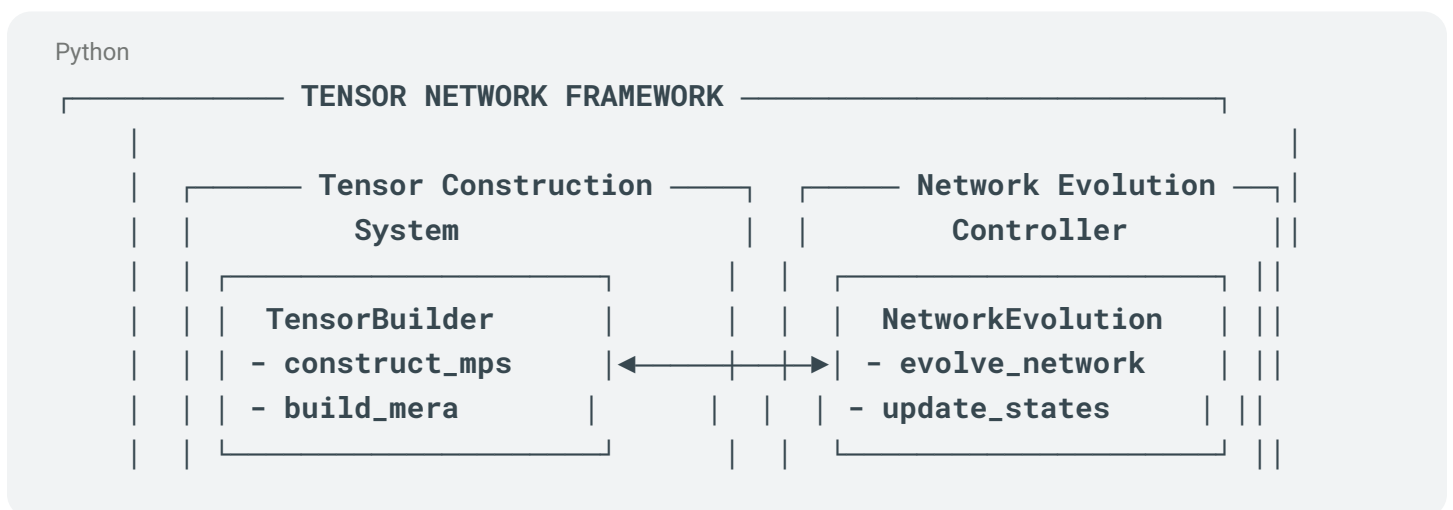 Python
TENSOR NETWORK FRAMEWORK
Tensor Construction Network Evolution
System Controller
TensorBuilder NetworkEvolution
- construct_mps - evolve_network
- build_mera - update_states